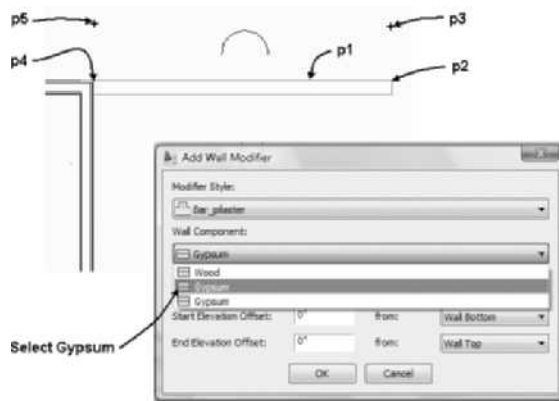 p5
p3
p4
p1
p2
Add Wall Modifier
Modifier Style:
Bar_pilaster
Wall Component:
Gypsum
Wood
Gypsum
Gypsum
Start Elevation Offset: 0" from: Wall Bottom
Select Gypsum
End Elevation Offset: 0" from: Wall Top
OK Cancel